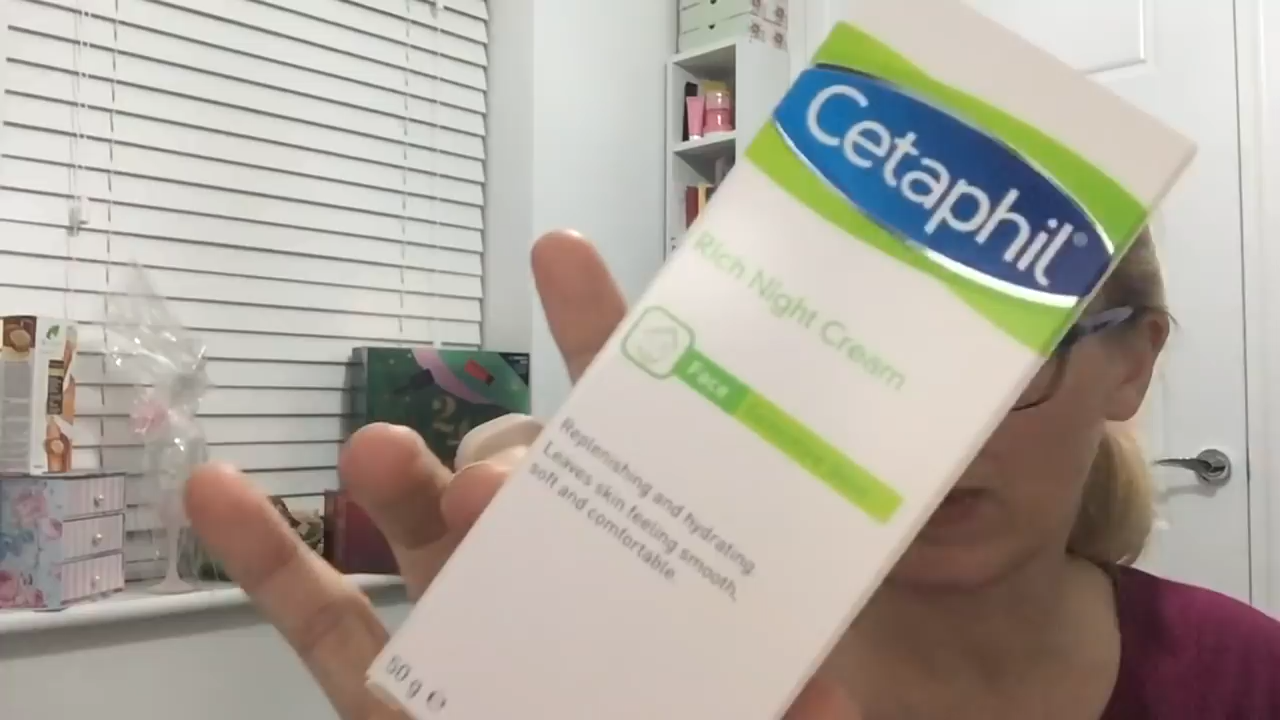 Cetaphil®
Rich Night Cream
Face
Replenishing and hydrating.
Leaves skin feeling smooth,
soft and comfortable.
50 g e